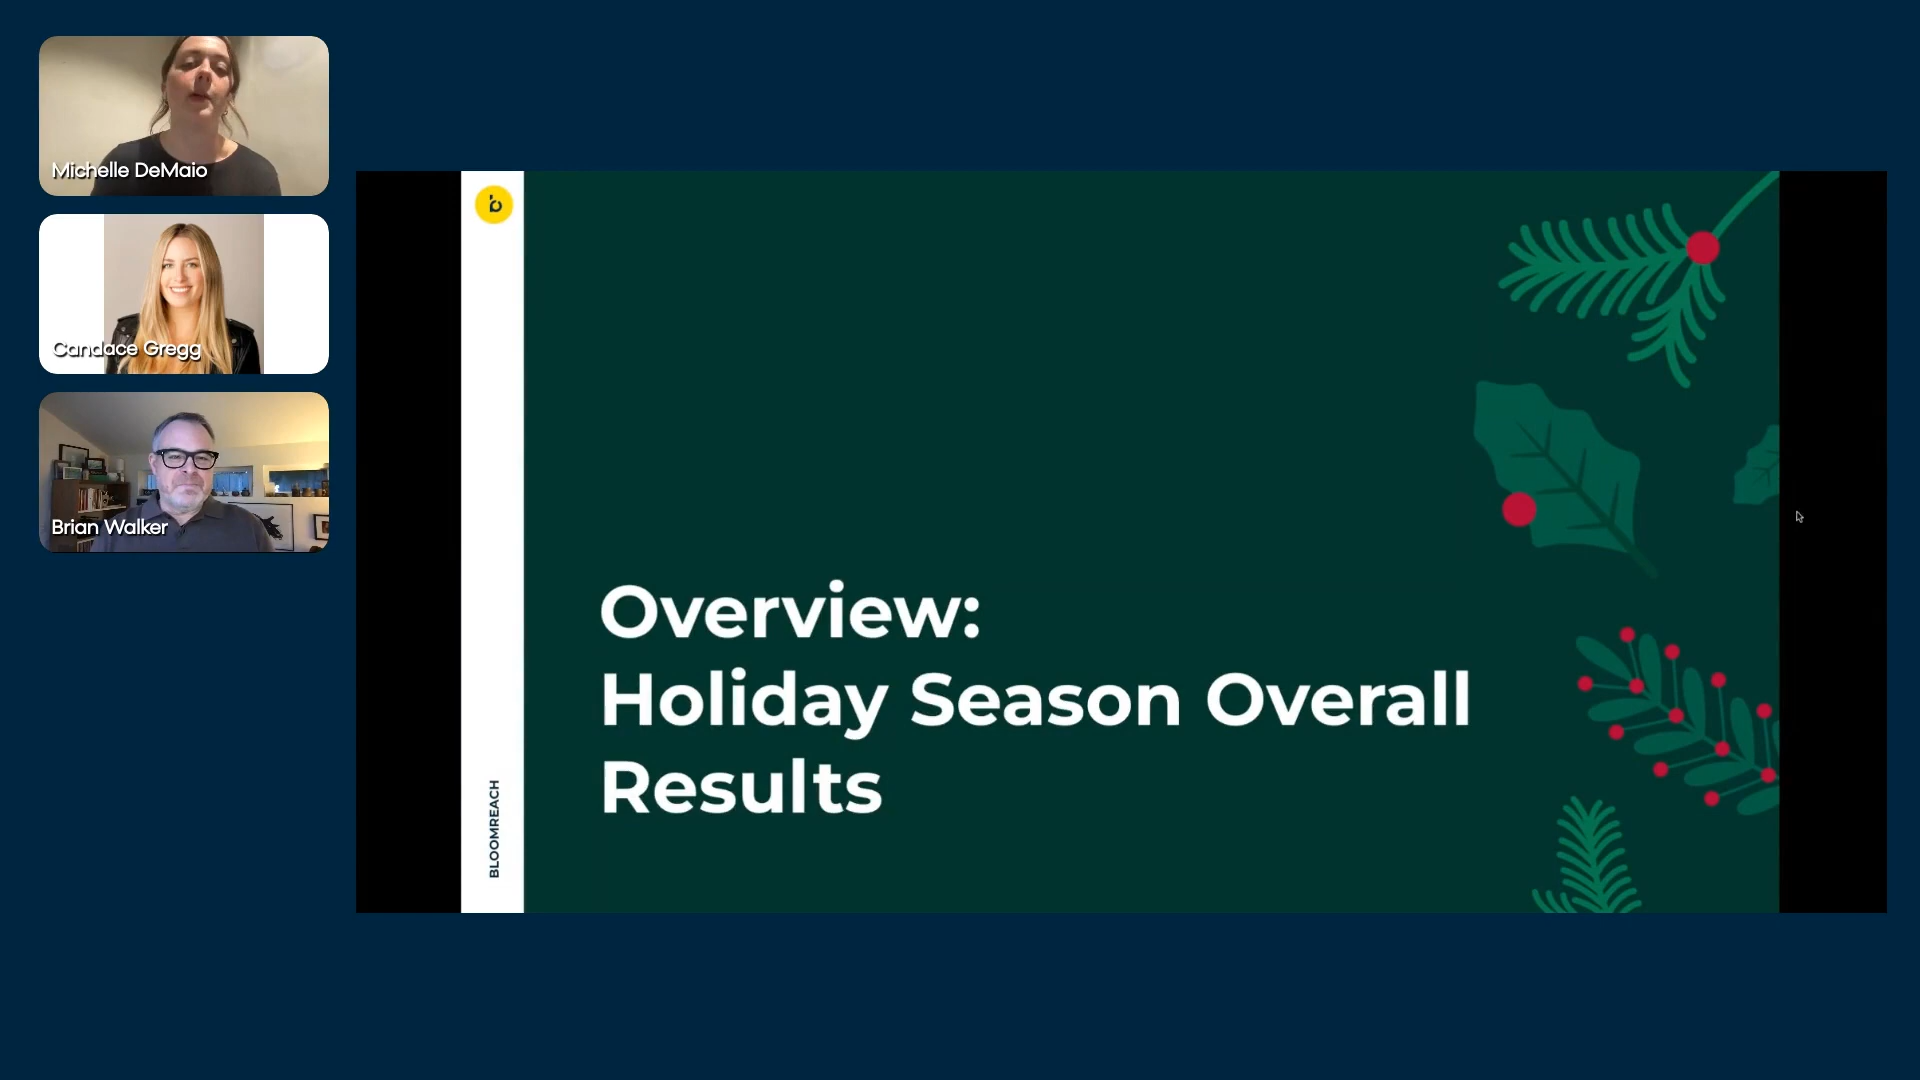 Michelle DeMaio
Candace Gregg
Brian Walker
b
BLOOMREACH
Overview:
Holiday Season Overall
Results